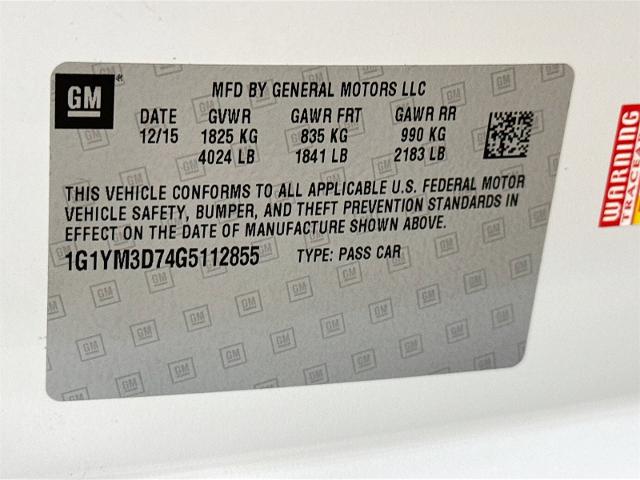 GM
MFD BY GENERAL MOTORS LLC
DATE GVWR GAWR FRT GAWR RR
12/15 1825 KG 835 KG 990 KG
4024 LB 1841 LB 2183 LB
THIS VEHICLE CONFORMS TO ALL APPLICABLE U.S. FEDERAL MOTOR
VEHICLE SAFETY, BUMPER, AND THEFT PREVENTION STANDARDS IN
EFFECT ON THE DATE OF MANUFACTURE SHOWN ABOVE.
1G1YM3D74G5112855 TYPE: PASS CAR
WARNING